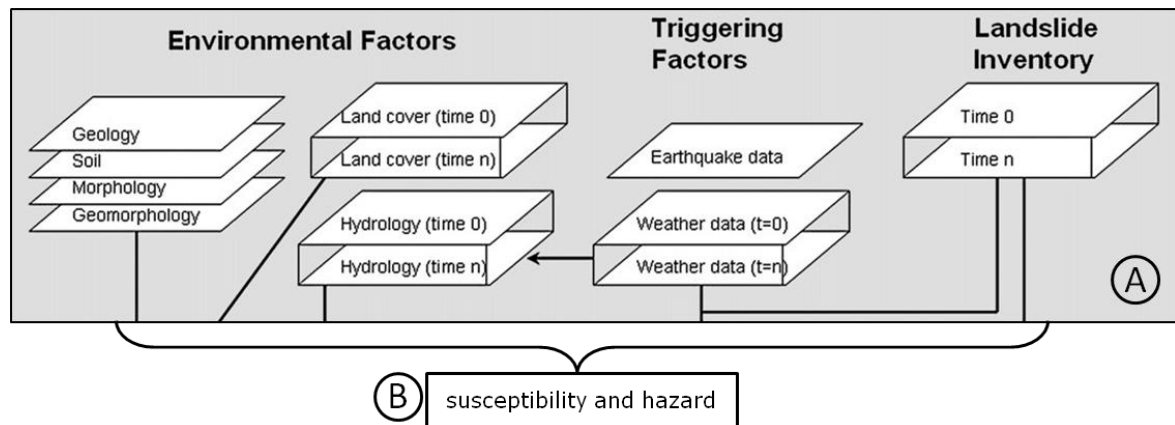 Environmental Factors
Triggering
Factors
Landslide
Inventory
Geology
Soil
Morphology
Geomorphology
Land cover (time 0)
Land cover (time n)
Hydrology (time 0)
Hydrology (time n)
Earthquake data
Weather data (t=0)
Weather data (t=n)
Time 0
Time n
A
B
susceptibility and hazard